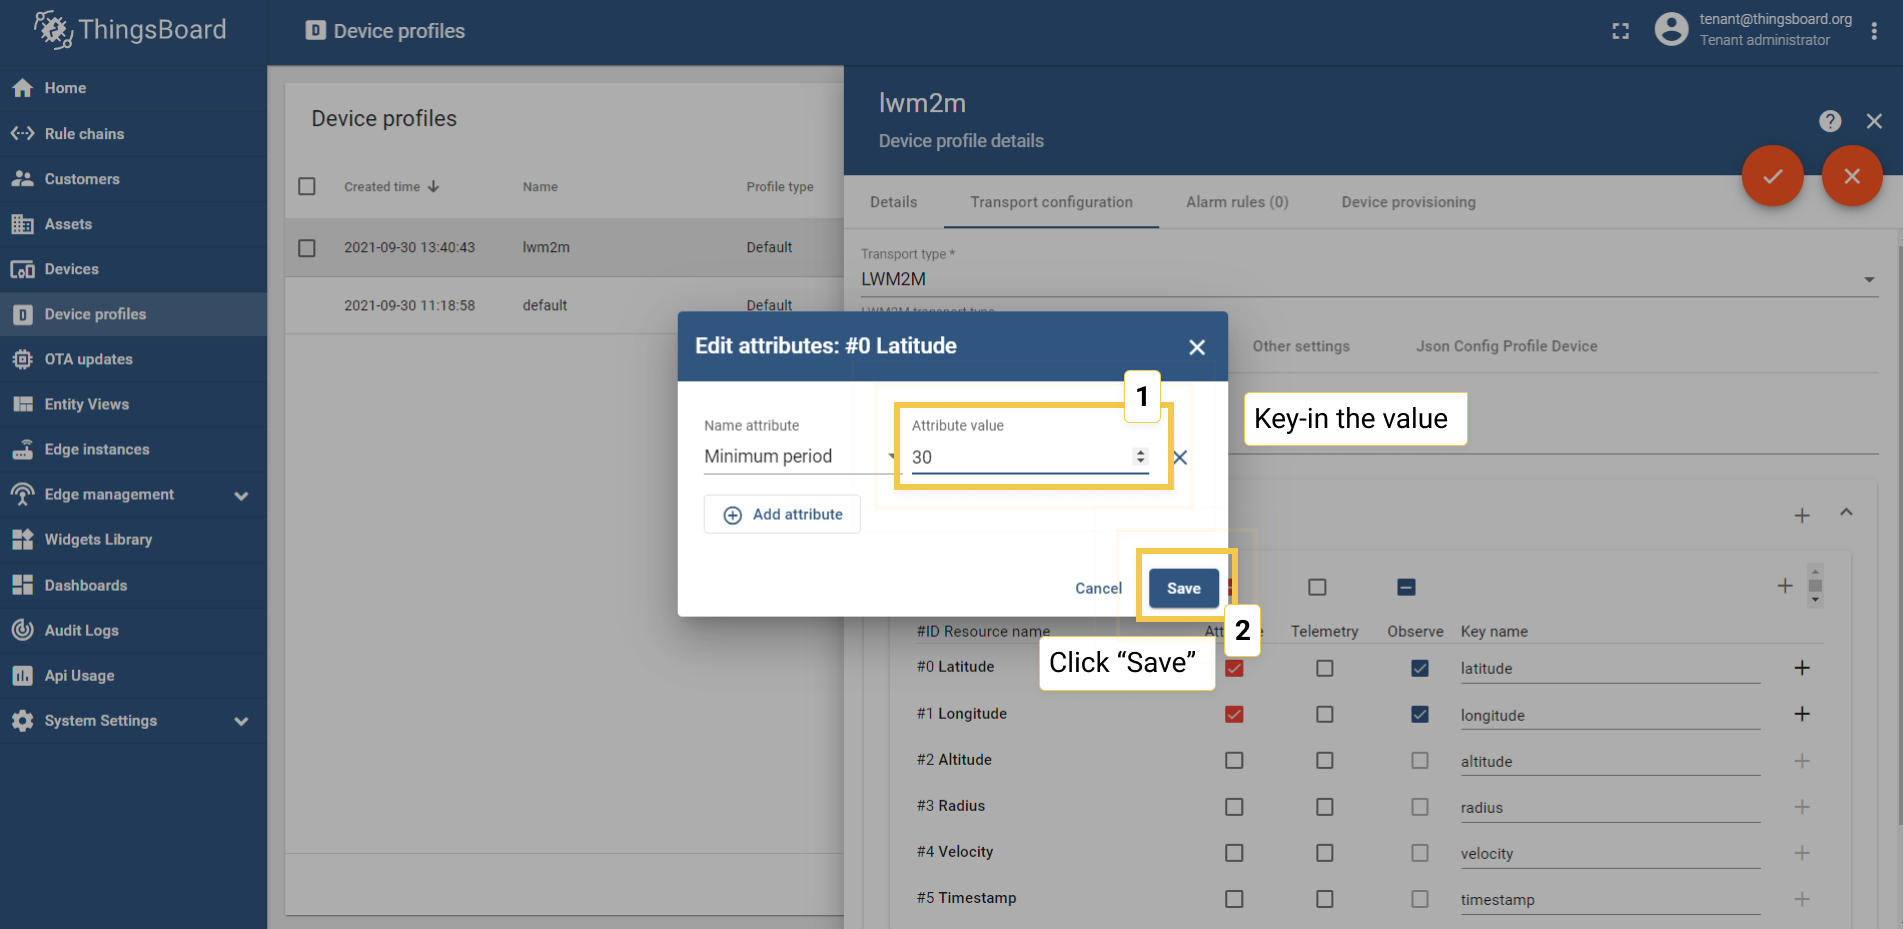 ThingsBoard
Device profiles
tenant@thingsboard.org
Tenant administrator
Home
Rule chains
Customers
Assets
Devices
Device profiles
OTA updates
Entity Views
Edge instances
Edge management
Widgets Library
Dashboards
Audit Logs
Api Usage
System Settings
Device profiles
Created time
Name
Profile type
2021-09-30 13:40:43
lwm2m
Default
2021-09-30 11:18:58
default
Default
lwm2m
Device profile details
Details
Transport configuration
Alarm rules (0)
Device provisioning
Transport type *
LWM2M
LWM2M transport type
Other settings
Json Config Profile Device
Edit attributes: #0 Latitude
1
Name attribute
Minimum period
Attribute value
30
Key-in the value
Add attribute
Cancel
Save
2
Click “Save”
#ID Resource name
Telemetry
Observe
Key name
#0 Latitude
latitude
#1 Longitude
longitude
#2 Altitude
altitude
#3 Radius
radius
#4 Velocity
velocity
#5 Timestamp
timestamp